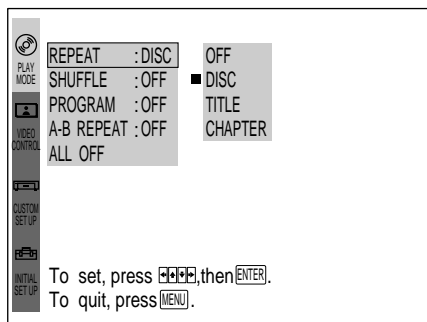 PLAY
MODE
VIDEO
CONTROL
CUSTOM
SET UP
INITIAL
SET UP
REPEAT :DISC
SHUFFLE :OFF
PROGRAM :OFF
A-B REPEAT :OFF
ALL OFF
OFF
DISC
TITLE
CHAPTER
To set, press ,then ENTER.
To quit, press MENU.